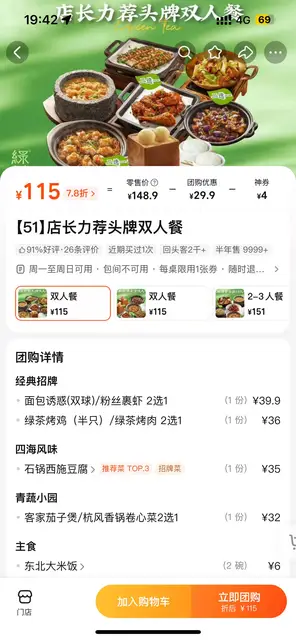 19:42
4G 69
店长力荐头牌双人餐
Green tea
二选一
二选一
绿
¥115 7.8折> = 零售价 ¥148.9 - 团购优惠 ¥29.9 - 神券 ¥4
【51】店长力荐头牌双人餐
91%好评·26条评价 近期买过1次 回头客2千+ 半年售 9999+
周一至周日可用 · 包间不可用 · 每桌限用1张券 · 随时退...
双人餐
¥115
双人餐
¥115
2-3人餐
¥151
团购详情
经典招牌
· 面包诱惑(双球)/粉丝裹虾 2选1 (1 份) ¥39.9
· 绿茶烤鸡（半只）/绿茶烤肉 2选1 (1 份) ¥36
四海风味
· 石锅西施豆腐> 推荐菜 TOP.3 招牌菜 (1 份) ¥35
青蔬小园
· 客家茄子煲/杭风香锅卷心菜2选1 (1 份) ¥32
主食
· 东北大米饭> (2 碗) ¥6
门店
加入购物车
立即团购
折后 ¥115